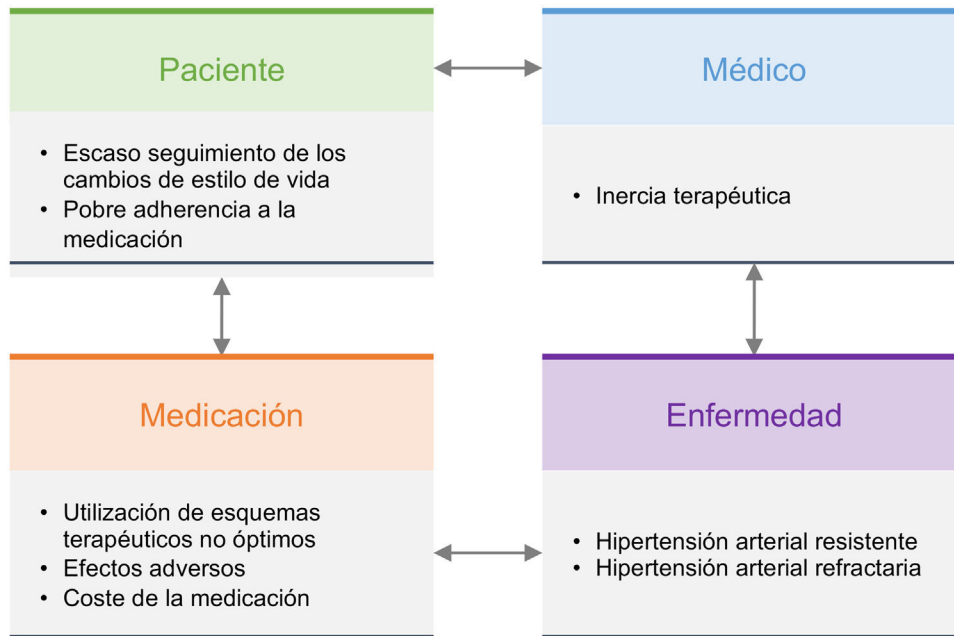 Paciente
Médico
• Escaso seguimiento de los
cambios de estilo de vida
• Pobre adherencia a la
medicación
• Inercia terapéutica
Medicación
Enfermedad
• Utilización de esquemas
terapéuticos no óptimos
• Efectos adversos
• Coste de la medicación
• Hipertensión arterial resistente
• Hipertensión arterial refractaria